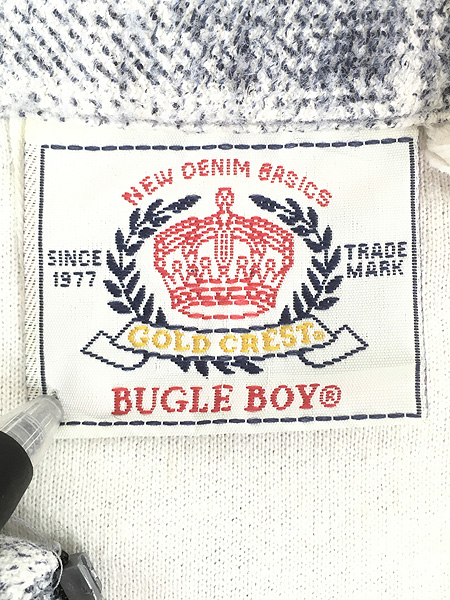 NEW DENIM BASICS
SINCE
1977
TRADE
MARK
GOLD CREST®
BUGLE BOY®